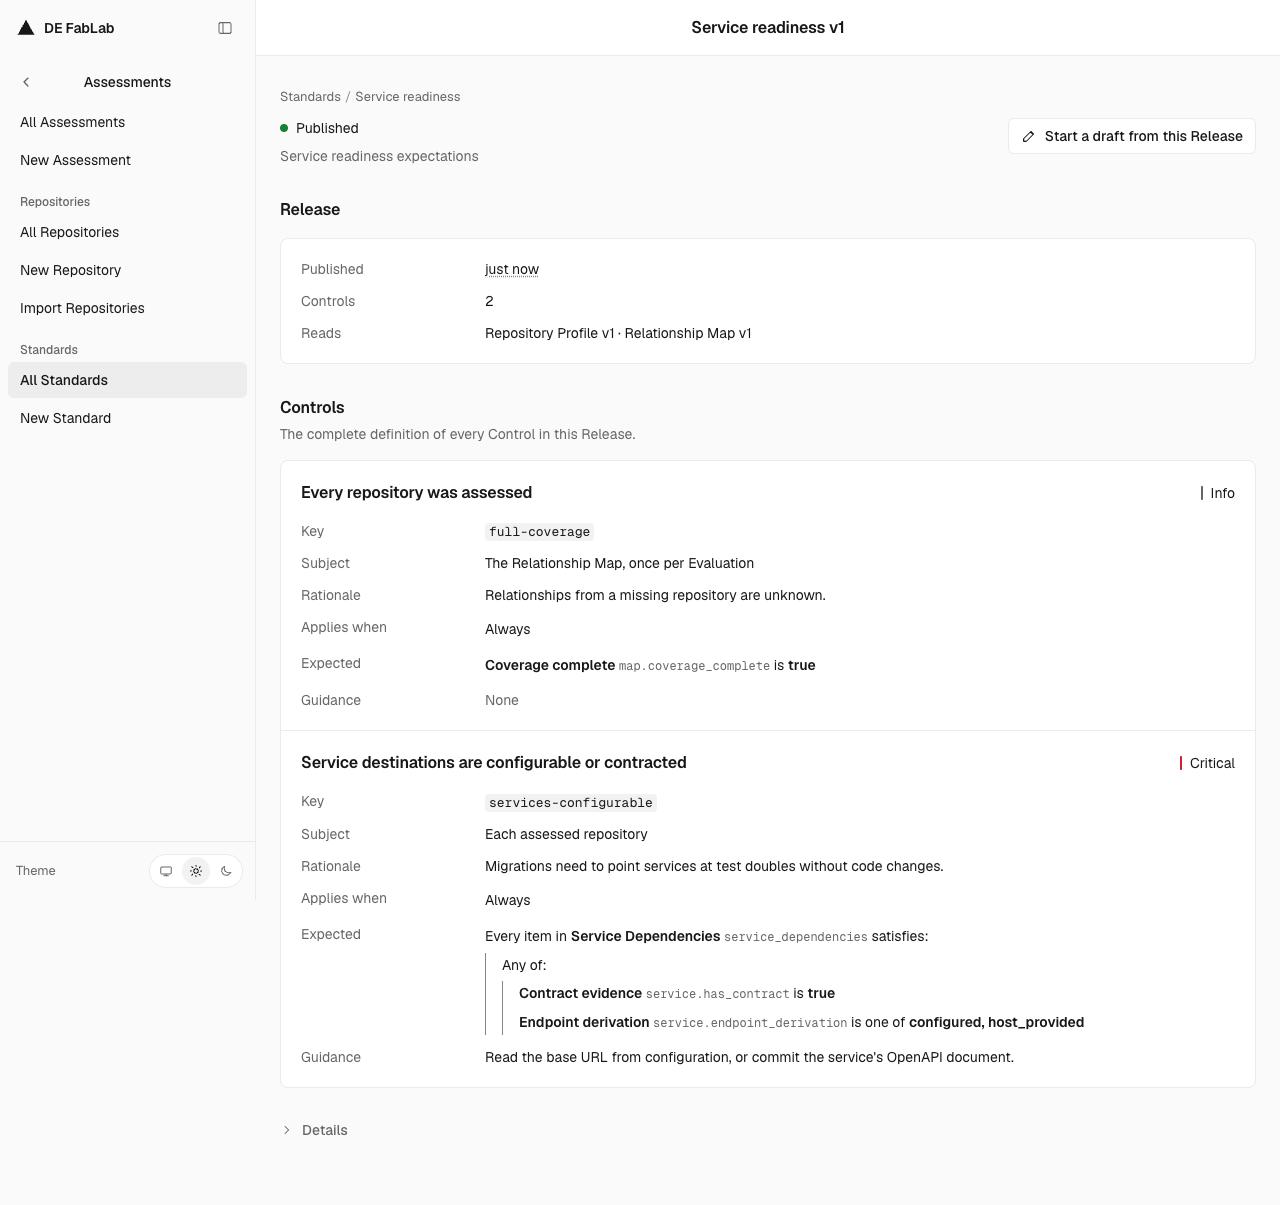 DE FabLab
Service readiness v1
Assessments
All Assessments
New Assessment
Repositories
All Repositories
New Repository
Import Repositories
Standards
All Standards
New Standard
Theme
Standards / Service readiness
Published
Service readiness expectations
Start a draft from this Release
Release
Published just now
Controls 2
Reads Repository Profile v1 · Relationship Map v1
Controls
The complete definition of every Control in this Release.
Every repository was assessed Info
Key full-coverage
Subject The Relationship Map, once per Evaluation
Rationale Relationships from a missing repository are unknown.
Applies when Always
Expected Coverage complete map.coverage_complete is true
Guidance None
Service destinations are configurable or contracted Critical
Key services-configurable
Subject Each assessed repository
Rationale Migrations need to point services at test doubles without code changes.
Applies when Always
Expected Every item in Service Dependencies service_dependencies satisfies:
Any of:
Contract evidence service.has_contract is true
Endpoint derivation service.endpoint_derivation is one of configured, host_provided
Guidance Read the base URL from configuration, or commit the service's OpenAPI document.
Details